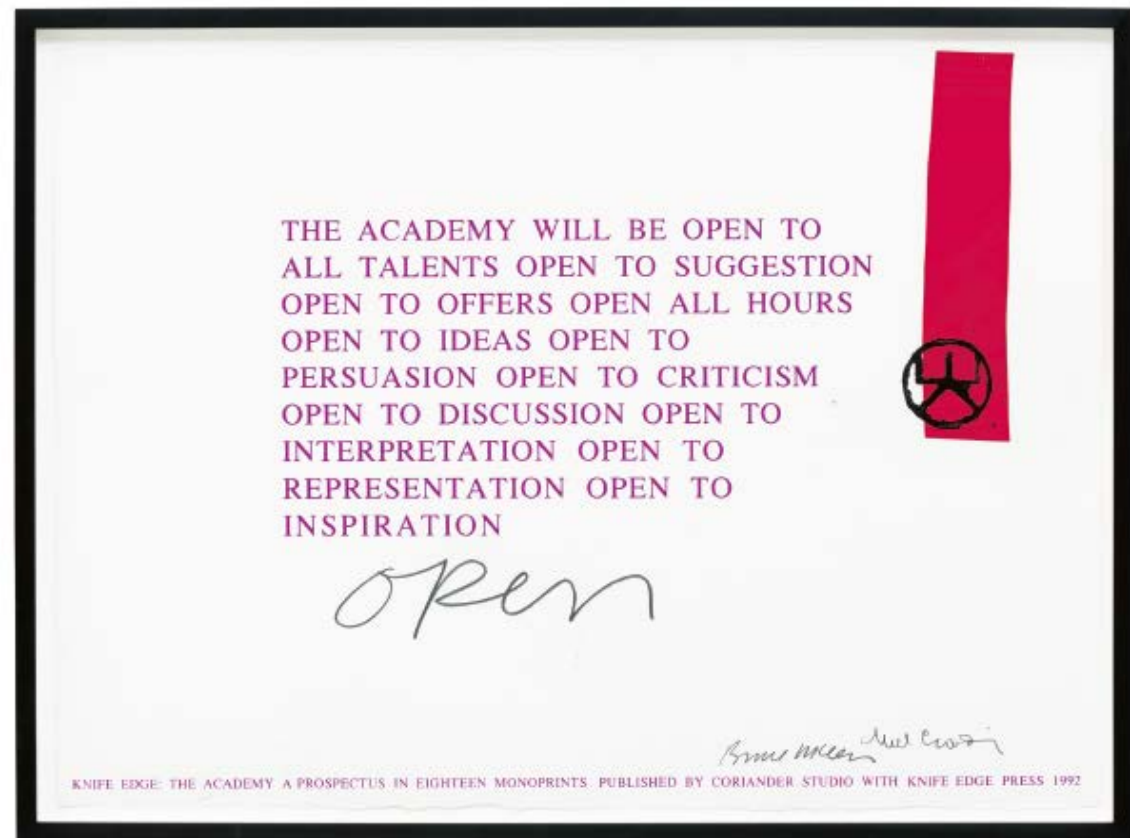 THE ACADEMY WILL BE OPEN TO
ALL TALENTS OPEN TO SUGGESTION
OPEN TO OFFERS OPEN ALL HOURS
OPEN TO IDEAS OPEN TO
PERSUASION OPEN TO CRITICISM
OPEN TO DISCUSSION OPEN TO
INTERPRETATION OPEN TO
REPRESENTATION OPEN TO
INSPIRATION
open
Bruce McLean Mel Gooding
KNIFE EDGE: THE ACADEMY A PROSPECTUS IN EIGHTEEN MONOPRINTS PUBLISHED BY CORIANDER STUDIO WITH KNIFE EDGE PRESS 1992